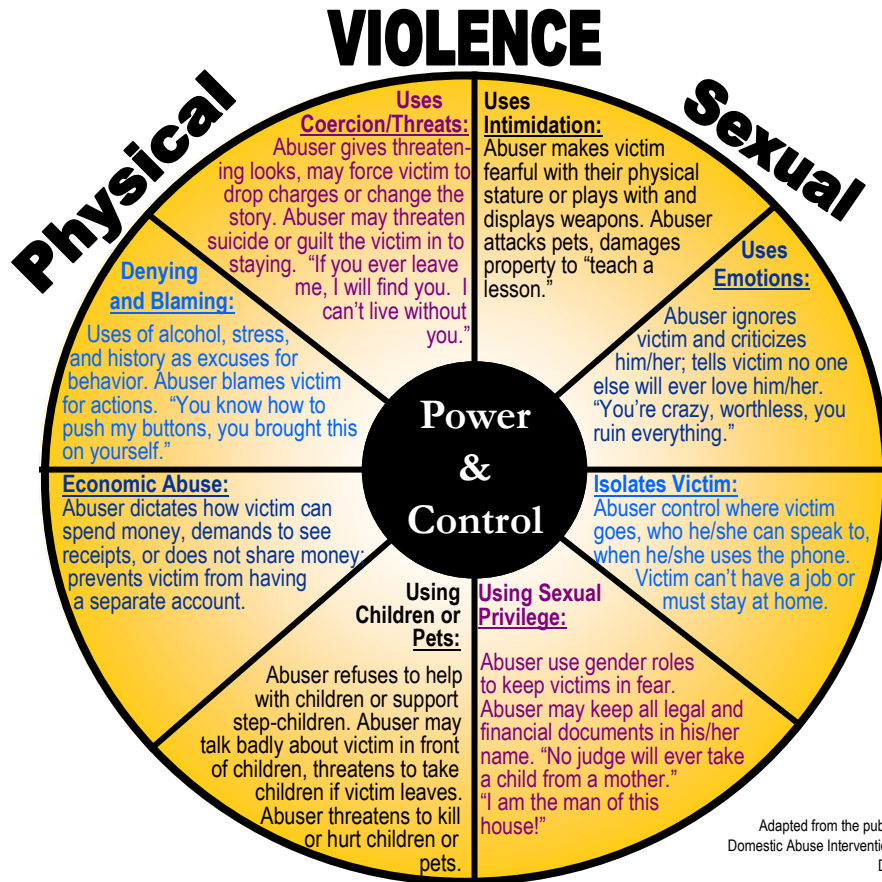 VIOLENCE
Physical
Sexual
Uses
Coercion/Threats:
Abuser gives threaten-
ing looks, may force victim to
drop charges or change the
story. Abuser may threaten
suicide or guilt the victim in to
staying. “If you ever leave
me, I will find you. I
can’t live without
you.”
Uses
Intimidation:
Abuser makes victim
fearful with their physical
stature or plays with and
displays weapons. Abuser
attacks pets, damages
property to “teach a
lesson.”
Uses
Emotions:
Abuser ignores
victim and criticizes
him/her; tells victim no one
else will ever love him/her.
“You’re crazy, worthless, you
ruin everything.”
Isolates Victim:
Abuser control where victim
goes, who he/she can speak to,
when he/she uses the phone.
Victim can’t have a job or
must stay at home.
Using Sexual
Privilege:
Abuser use gender roles
to keep victims in fear.
Abuser may keep all legal and
financial documents in his/her
name. “No judge will ever take
a child from a mother.”
“I am the man of this
house!”
Using
Children or
Pets:
Abuser refuses to help
with children or support
step-children. Abuser may
talk badly about victim in front
of children, threatens to take
children if victim leaves.
Abuser threatens to kill
or hurt children or
pets.
Economic Abuse:
Abuser dictates how victim can
spend money, demands to see
receipts, or does not share money;
prevents victim from having
a separate account.
Denying
and Blaming:
Uses of alcohol, stress,
and history as excuses for
behavior. Abuser blames victim
for actions. “You know how to
push my buttons, you brought this
on yourself.”
Power
&
Control
Adapted from the
Domestic Abuse